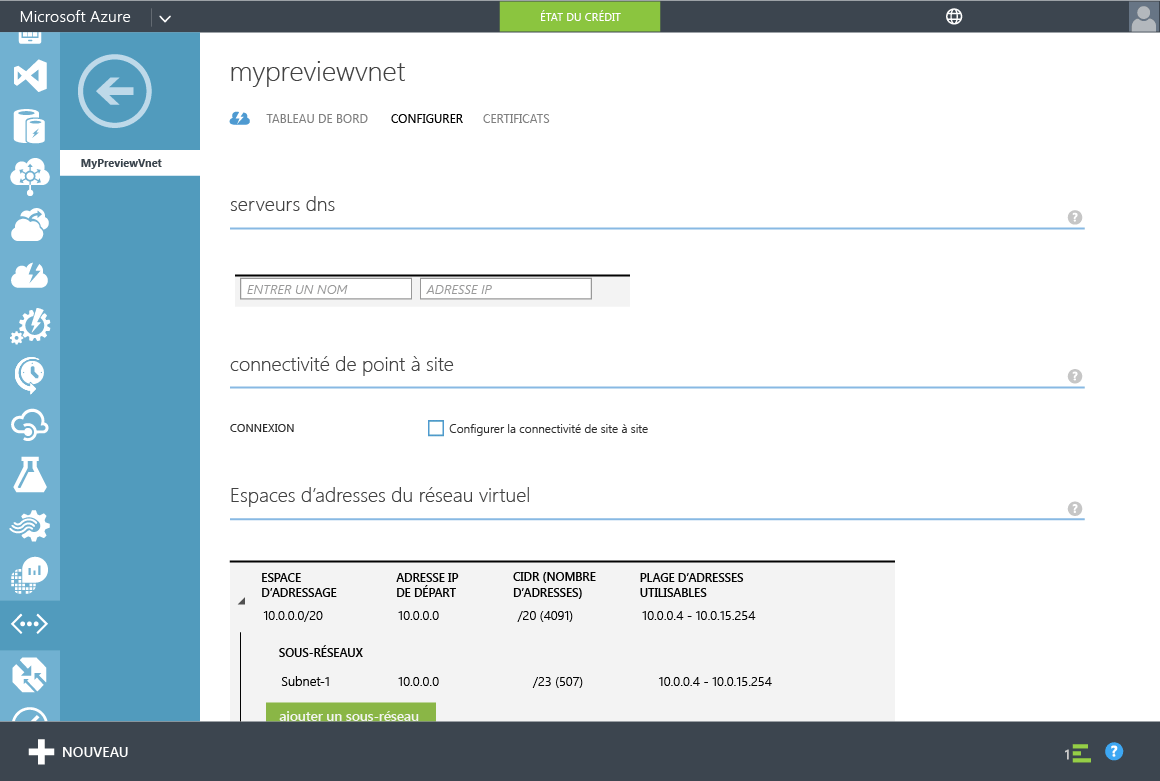 Microsoft Azure
ÉTAT DU CRÉDIT
mypreviewvnet
TABLEAU DE BORD CONFIGURER CERTIFICATS
MyPreviewVnet
serveurs dns
?
ENTRER UN NOM ADRESSE IP
connectivité de point à site
?
CONNEXION Configurer la connectivité de site à site
Espaces d'adresses du réseau virtuel
?
ESPACE D'ADRESSAGE ADRESSE IP DE DÉPART CIDR (NOMBRE D'ADRESSES) PLAGE D'ADRESSES UTILISABLES
10.0.0.0/20 10.0.0.0 /20 (4091) 10.0.0.4 - 10.0.15.254
SOUS-RÉSEAUX
Subnet-1 10.0.0.0 /23 (507) 10.0.0.4 - 10.0.15.254
ajouter un sous-réseau
NOUVEAU
1
?